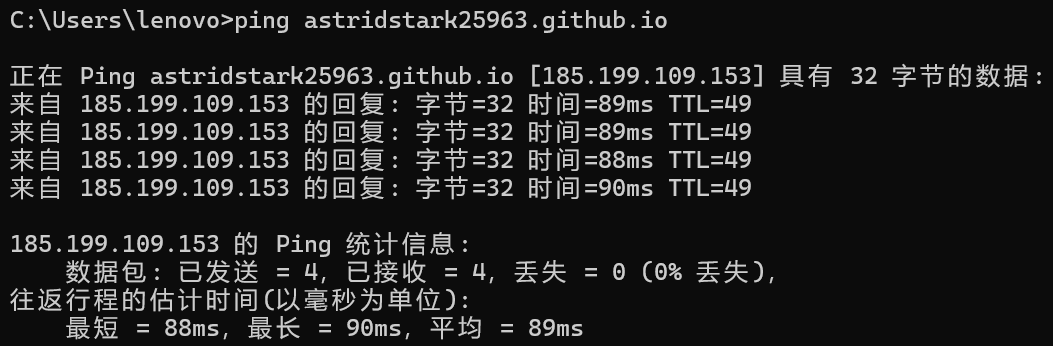 C:\Users\lenovo>ping astridstark25963.github.io
正在 Ping astridstark25963.github.io [185.199.109.153] 具有 32 字节的数据:
来自 185.199.109.153 的回复: 字节=32 时间=89ms TTL=49
来自 185.199.109.153 的回复: 字节=32 时间=89ms TTL=49
来自 185.199.109.153 的回复: 字节=32 时间=88ms TTL=49
来自 185.199.109.153 的回复: 字节=32 时间=90ms TTL=49
185.199.109.153 的 Ping 统计信息:
数据包: 已发送 = 4，已接收 = 4，丢失 = 0 (0% 丢失)，
往返行程的估计时间(以毫秒为单位):
最短 = 88ms，最长 = 90ms，平均 = 89ms